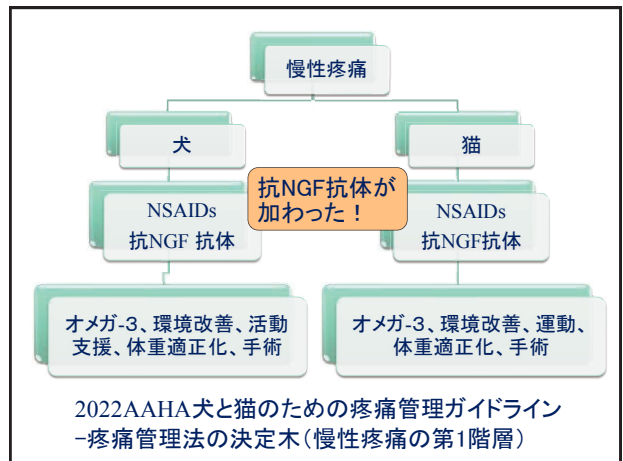 慢性疼痛
犬
猫
抗NGF抗体が
加わった！
NSAIDs
抗NGF 抗体
NSAIDs
抗NGF抗体
オメガ-3、環境改善、活動
支援、体重適正化、手術
オメガ-3、環境改善、運動、
体重適正化、手術
2022AAHA犬と猫のための疼痛管理ガイドライン
-疼痛管理法の決定木（慢性疼痛の第1階層）